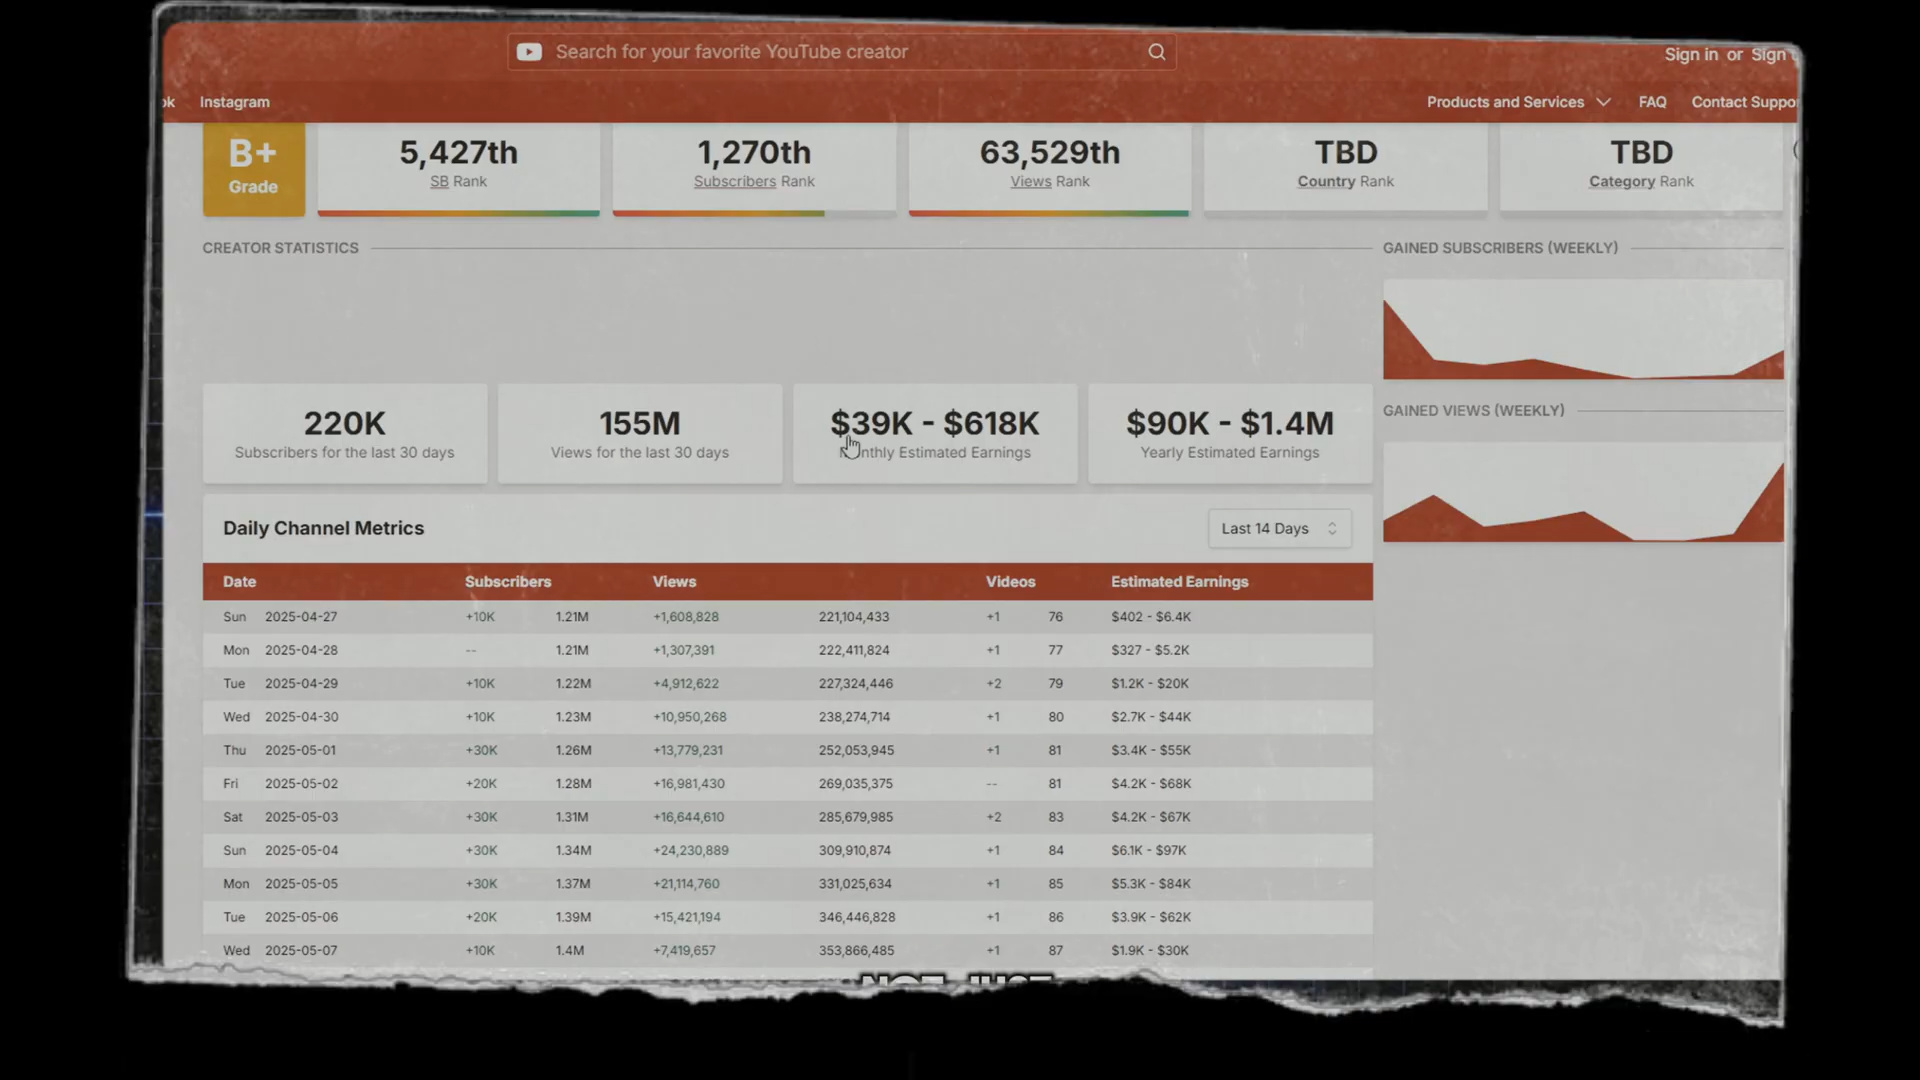 Search for your favorite YouTube creator
Sign in or Sign
ok Instagram Products and Services FAQ Contact Suppo
B+ 5,427th 1,270th 63,529th TBD TBD
Grade SB Rank Subscribers Rank Views Rank Country Rank Category Rank
CREATOR STATISTICS GAINED SUBSCRIBERS (WEEKLY)
GAINED VIEWS (WEEKLY)
220K 155M $39K - $618K $90K - $1.4M
Subscribers for the last 30 days Views for the last 30 days Monthly Estimated Earnings Yearly Estimated Earnings
Daily Channel Metrics Last 14 Days
Date Subscribers Views Videos Estimated Earnings
Sun 2025-04-27 +10K 1.21M +1,608,828 221,104,433 +1 76 $402 - $6.4K
Mon 2025-04-28 -- 1.21M +1,307,391 222,411,824 +1 77 $327 - $5.2K
Tue 2025-04-29 +10K 1.22M +4,912,622 227,324,446 +2 79 $1.2K - $20K
Wed 2025-04-30 +10K 1.23M +10,950,268 238,274,714 +1 80 $2.7K - $44K
Thu 2025-05-01 +30K 1.26M +13,779,231 252,053,945 +1 81 $3.4K - $55K
Fri 2025-05-02 +20K 1.28M +16,981,430 269,035,375 -- 81 $4.2K - $68K
Sat 2025-05-03 +30K 1.31M +16,644,610 285,679,985 +2 83 $4.2K - $67K
Sun 2025-05-04 +30K 1.34M +24,230,889 309,910,874 +1 84 $6.1K - $97K
Mon 2025-05-05 +30K 1.37M +21,114,760 331,025,634 +1 85 $5.3K - $84K
Tue 2025-05-06 +20K 1.39M +15,421,194 346,446,828 +1 86 $3.9K - $62K
Wed 2025-05-07 +10K 1.4M +7,419,657 353,866,485 +1 87 $1.9K - $30K
NOT JUST